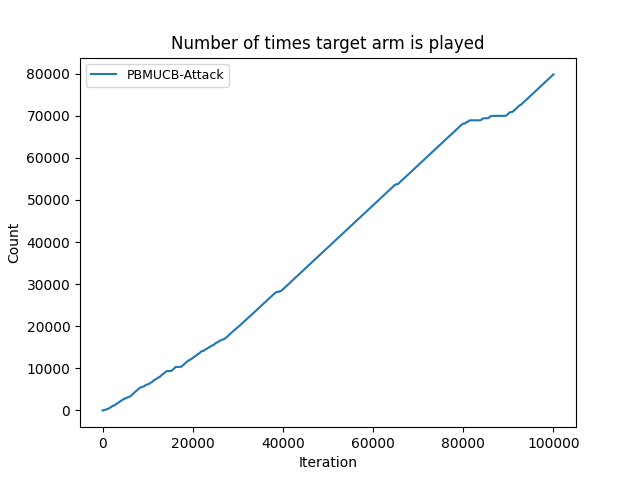 Number of times target arm is played
PBMUCB-Attack
80000
70000
60000
50000
40000
30000
20000
10000
0
Count
0 20000 40000 60000 80000 100000
Iteration